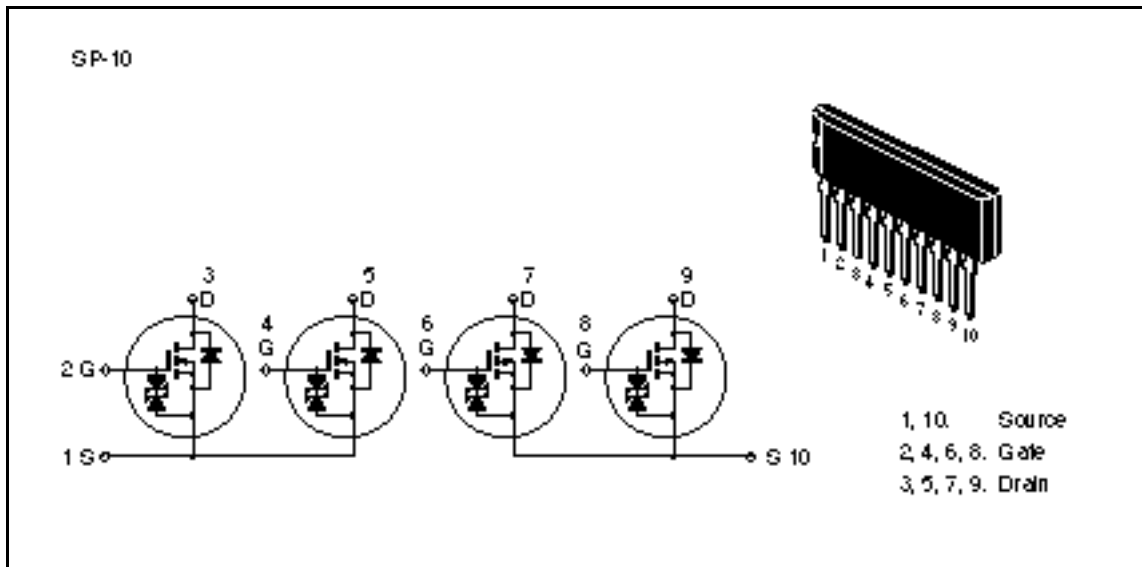 SP-10
3 5 7 9
D D D D
4 6 8
G G G
2 G
1 S
S 10
1 2 3 4 5 6 7 8 9 10
1, 10. Source
2, 4, 6, 8. Gate
3, 5, 7, 9. Drain